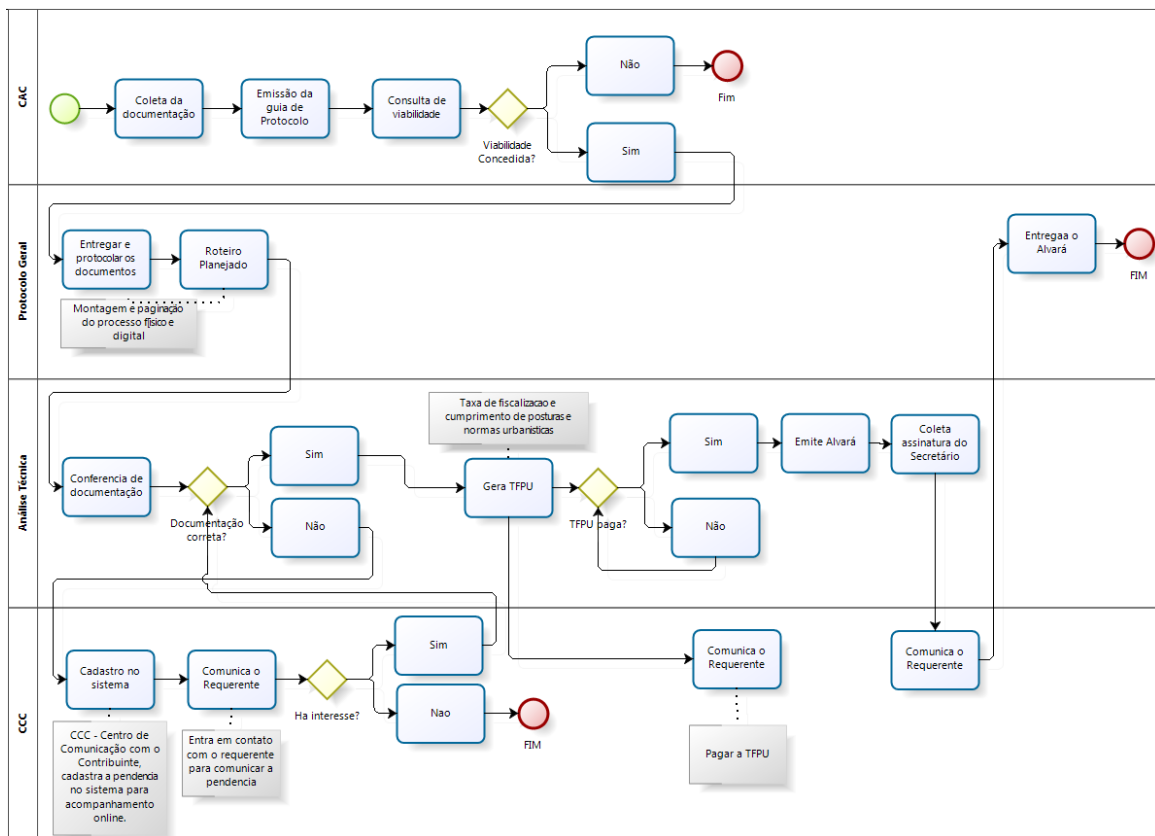 CAC
Coleta da
documentação
Emissão da
guia de
Protocolo
Consulta de
viabilidade
Viabilidade
Concedida?
Não
Fim
Sim
Protocolo Geral
Entregar e
protocolar os
documentos
Roteiro
Planejado
Montagem e paginação
do processo físico e
digital
Entregaa o
Alvará
FIM
Análise Técnica
Conferencia de
documentação
Documentação
correta?
Sim
Não
Taxa de fiscalizacao e
cumprimento de posturas e
normas urbanísticas
Gera TFPU
TFPU paga?
Sim
Não
Emite Alvará
Coleta
assinatura do
Secretário
CCC
Cadastro no
sistema
CCC - Centro de
Comunicação com o
Contribuinte,
cadastra a pendencia
no sistema para
acompanhamento
online.
Comunica o
Requerente
Entra em contato
com o requerente
para comunicar a
pendencia
Ha interesse?
Sim
Nao
FIM
Comunica o
Requerente
Pagar a TFPU
Comunica o
Requerente